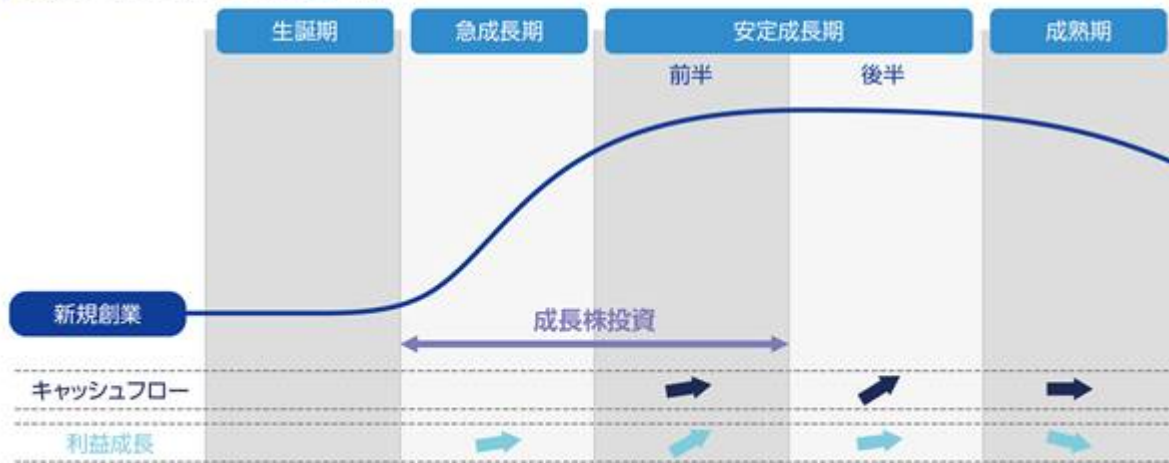 生誕期
急成長期
安定成長期
成熟期
前半
後半
新規創業
成長株投資
キャッシュフロー
利益成長